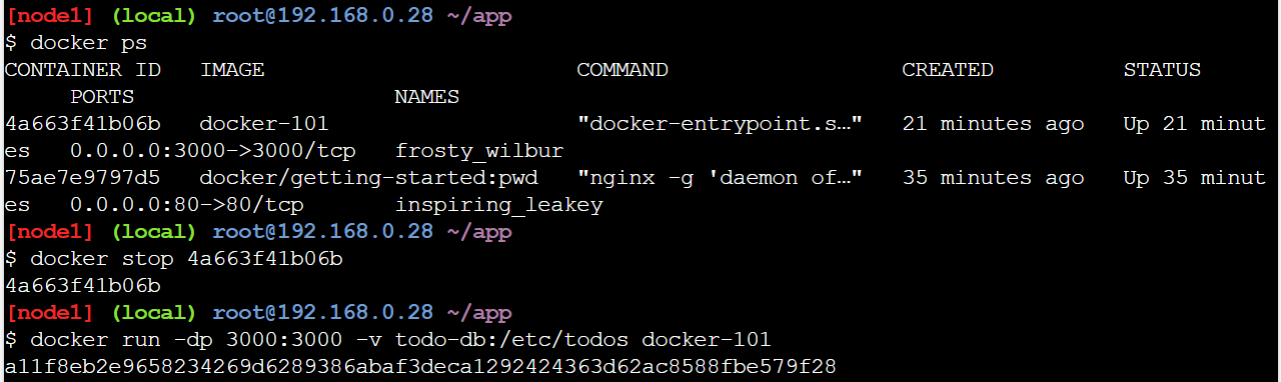 [node1] (local) root@192.168.0.28 ~/app
$ docker ps
CONTAINER ID   IMAGE                        COMMAND                  CREATED          STATUS
     PORTS                    NAMES
4a663f41b06b   docker-101                   "docker-entrypoint.s…"   21 minutes ago   Up 21 minut
es   0.0.0.0:3000->3000/tcp   frosty_wilbur
75ae7e9797d5   docker/getting-started:pwd   "nginx -g 'daemon of…"   35 minutes ago   Up 35 minut
es   0.0.0.0:80->80/tcp       inspiring_leakey
[node1] (local) root@192.168.0.28 ~/app
$ docker stop 4a663f41b06b
4a663f41b06b
[node1] (local) root@192.168.0.28 ~/app
$ docker run -dp 3000:3000 -v todo-db:/etc/todos docker-101
a11f8eb2e9658234269d6289386abaf3deca1292424363d62ac8588fbe579f28